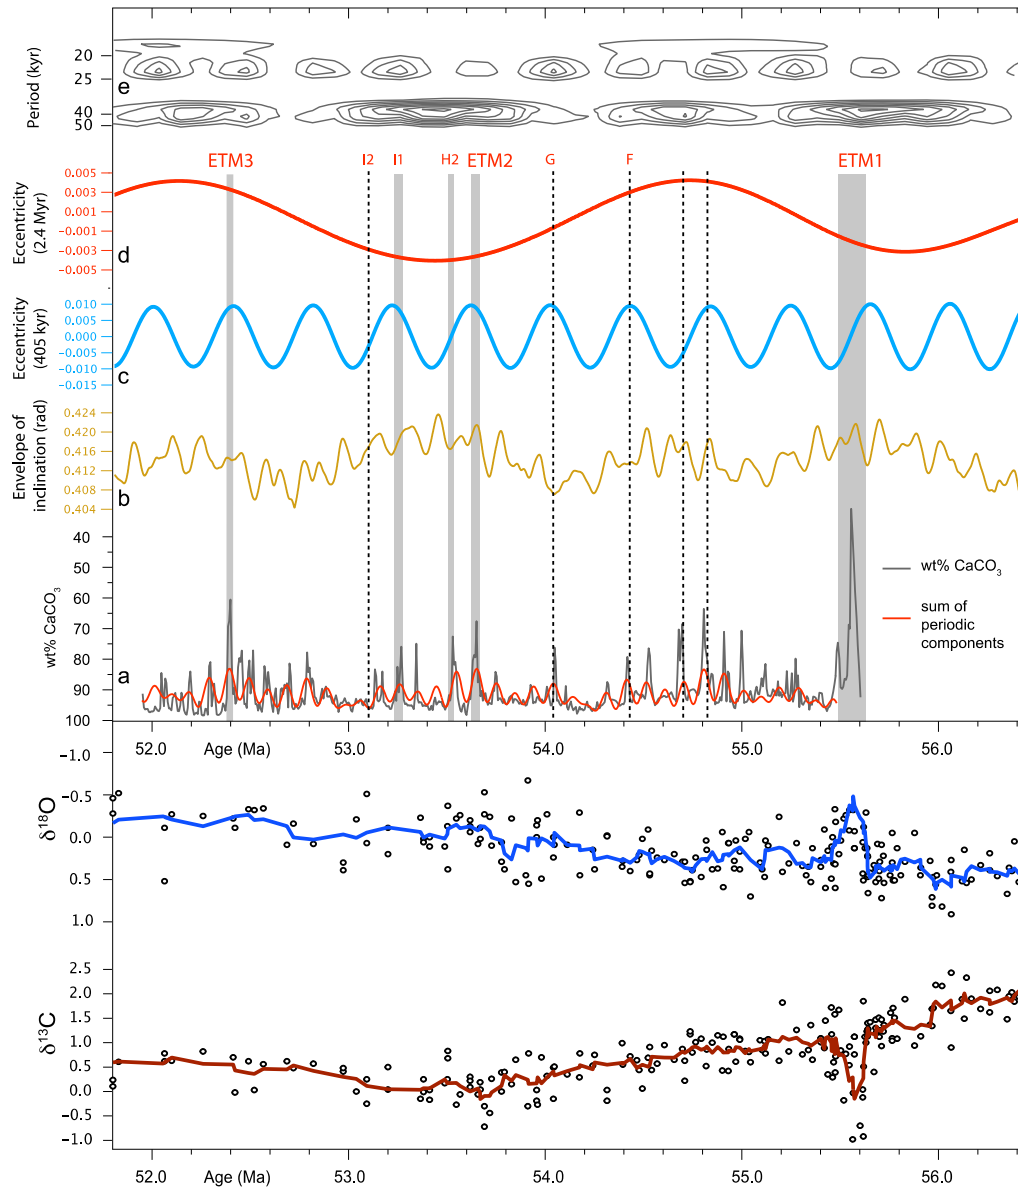 Period (kyr)
20
25
40
50
e
ETM3
I2
I1
H2
ETM2
G
F
ETM1
Eccentricity
(2.4 Myr)
0.005
0.003
0.001
−0.001
−0.003
−0.005
d
Eccentricity
(405 kyr)
0.010
0.005
0.000
−0.005
−0.010
−0.015
c
Envelope of
inclination (rad)
0.424
0.420
0.416
0.412
0.408
0.404
b
wt% CaCO3
40
50
60
70
80
90
100
a
wt% CaCO3
sum of
periodic
components
52.0
Age (Ma)
53.0
54.0
55.0
56.0
δ18O
−1.0
−0.5
0.0
0.5
1.0
δ13C
2.5
2.0
1.5
1.0
0.5
0.0
−0.5
−1.0
52.0
Age (Ma)
53.0
54.0
55.0
56.0